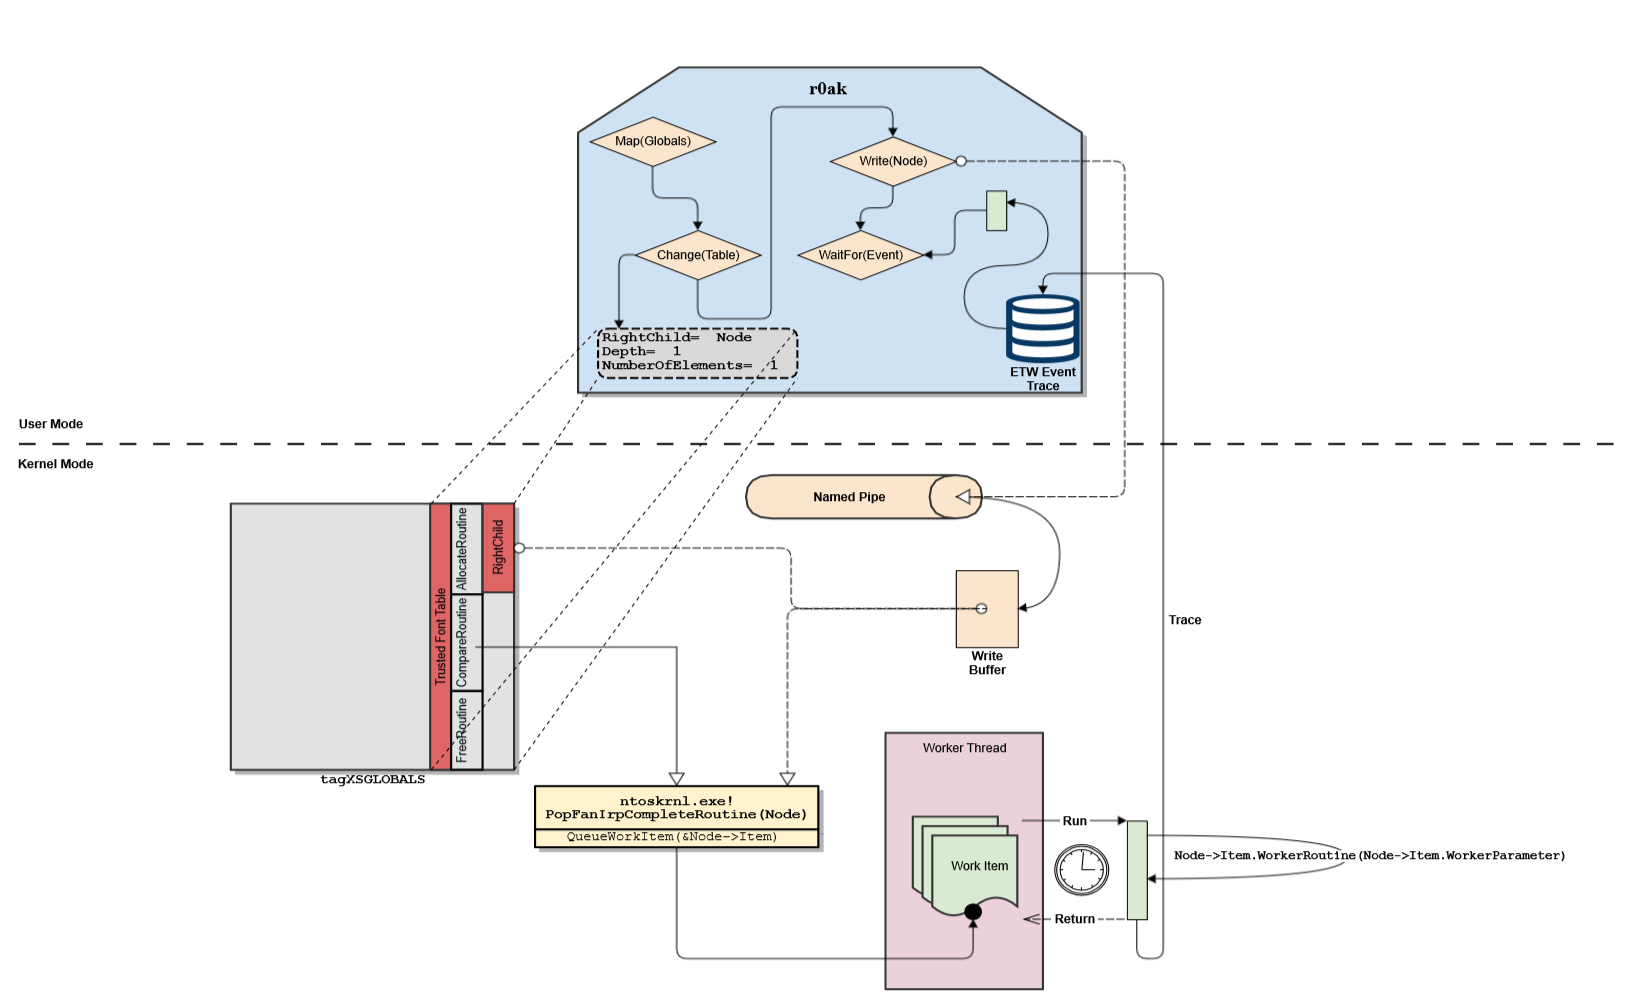 r0ak
Map(Globals)
Write(Node)
Change(Table)
WaitFor(Event)
RightChild=  Node
Depth=  1
NumberOfElements=  1
ETW Event
Trace
User Mode
Kernel Mode
Named Pipe
Trusted Font Table
AllocateRoutine
CompareRoutine
FreeRoutine
RightChild
tagXSGLOBALS
Write
Buffer
Trace
ntoskrnl.exe!
PopFanIrpCompleteRoutine(Node)
QueueWorkItem(&Node->Item)
Worker Thread
Work Item
Run
Node->Item.WorkerRoutine(Node->Item.WorkerParameter)
Return